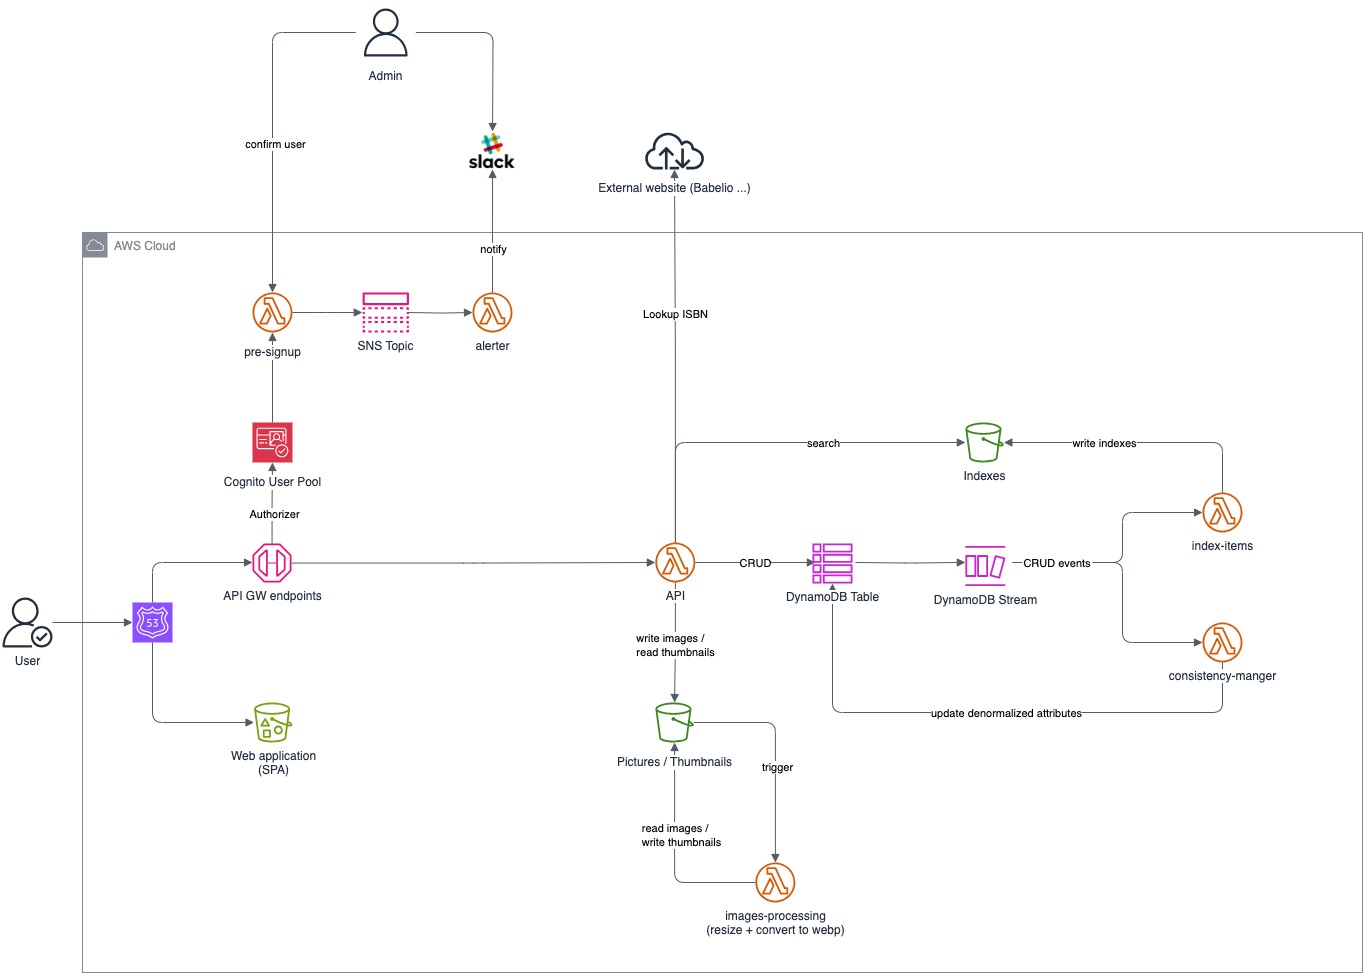 Admin
confirm user
slack
External website (Babelio ...)
AWS Cloud
notify
Lookup ISBN
pre-signup
SNS Topic
alerter
search
write indexes
Indexes
Cognito User Pool
Authorizer
index-items
API GW endpoints
API
CRUD
DynamoDB Table
DynamoDB Stream
CRUD events
53
User
write images /
read thumbnails
consistency-manger
update denormalized attributes
Web application
(SPA)
Pictures / Thumbnails
trigger
read images /
write thumbnails
images-processing
(resize + convert to webp)